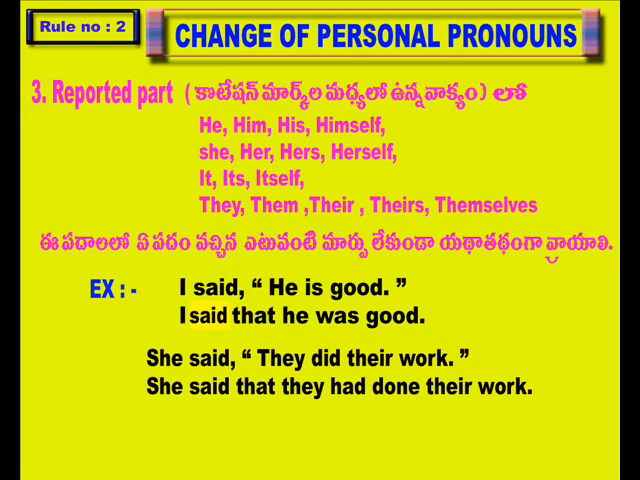 Rule no : 2
CHANGE OF PERSONAL PRONOUNS
3. Reported part ( కొటేషన్ మార్క్‌ల మధ్యలో ఉన్నవాక్యం) లో
He, Him, His, Himself,
she, Her, Hers, Herself,
It, Its, Itself,
They, Them ,Their , Theirs, Themselves
ఈ పదాలలో ఏ పదం వచ్చిన ఎటువంటి మార్పు లేకుండా యథాతథంగా వ్రాయాలి.
EX : - I said, “ He is good. ”
I said that he was good.
She said, “ They did their work. ”
She said that they had done their work.